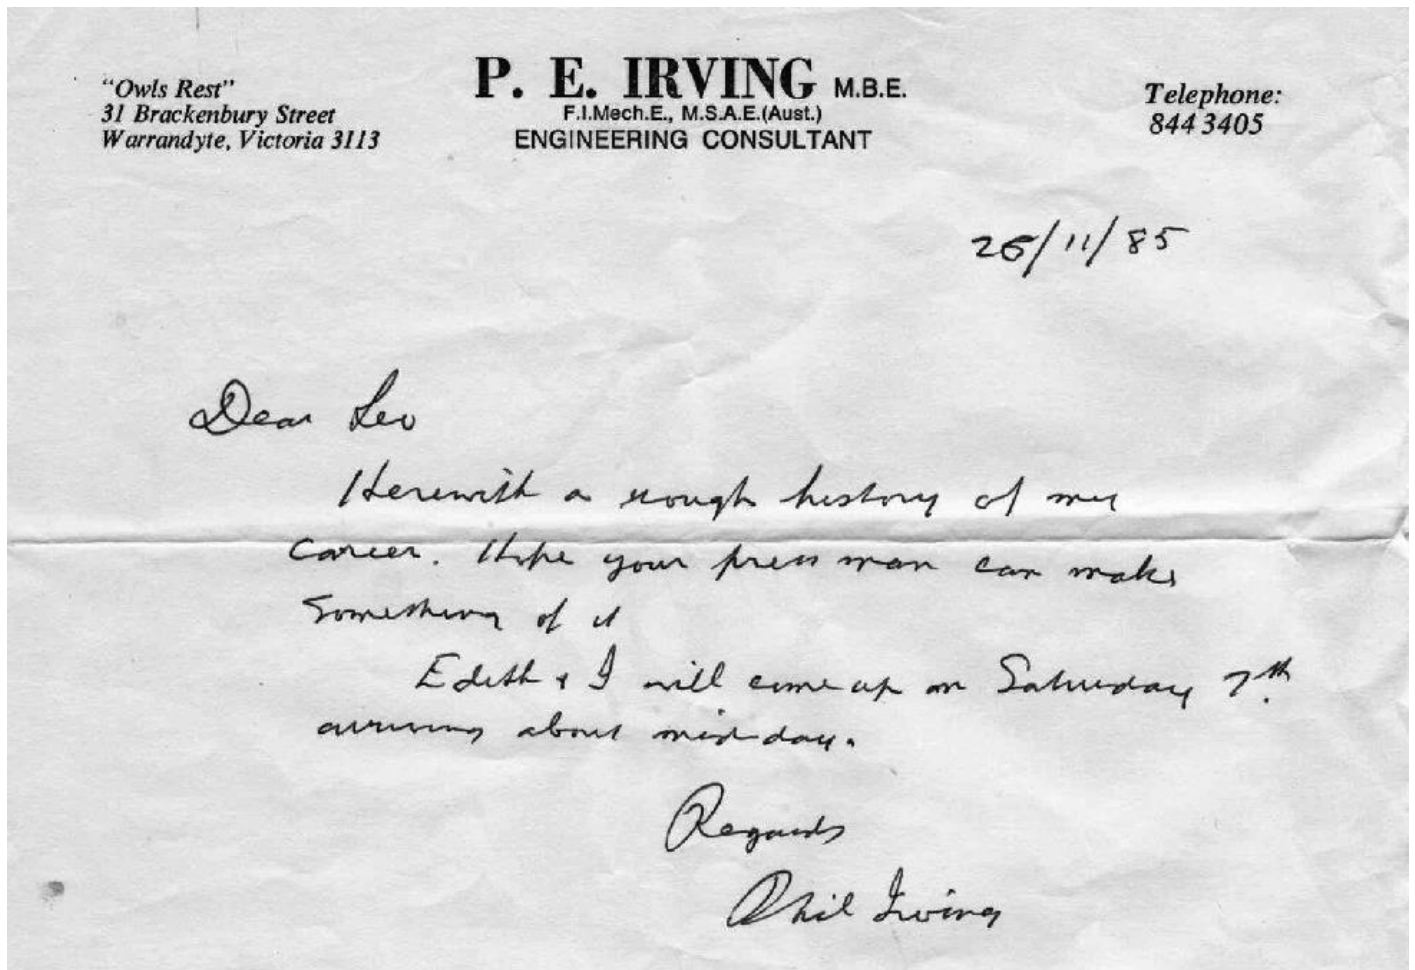 "Owls Rest"
31 Brackenbury Street
Warrandyte, Victoria 3113
P. E. IRVING M.B.E.
F.I.Mech.E., M.S.A.E.(Aust.)
ENGINEERING CONSULTANT
Telephone:
844 3405
26/11/85
Dear Leo
Herewith a rough history of my
career. Hope your press man can make
something of it
Edith & I will come up on Saturday 7th.
arriving about mid-day.
Regards
Phil Irving